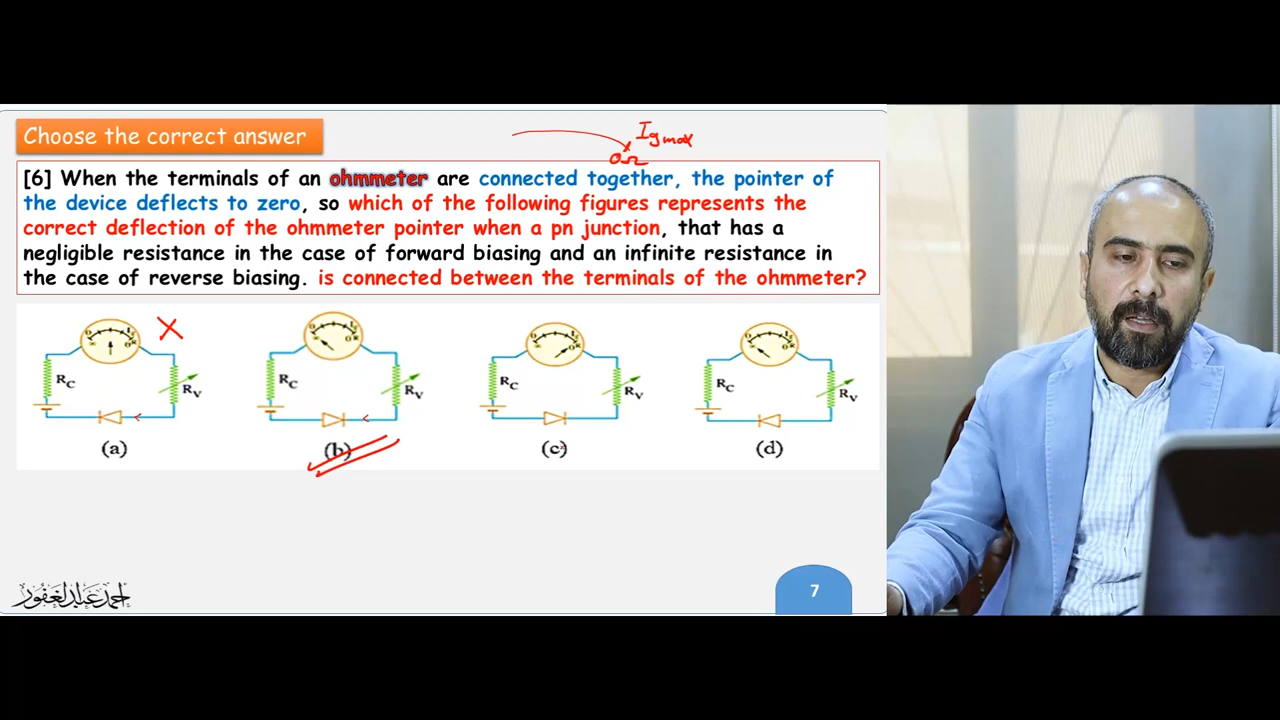 Choose the correct answer
Ig max
0Ω
[6] When the terminals of an ohmmeter are connected together, the pointer of
the device deflects to zero, so which of the following figures represents the
correct deflection of the ohmmeter pointer when a pn junction, that has a
negligible resistance in the case of forward biasing and an infinite resistance in
the case of reverse biasing. is connected between the terminals of the ohmmeter?
RC RV RC RV RC RV RC RV
(a) (b) (c) (d)
احمد عبد الغفور
7